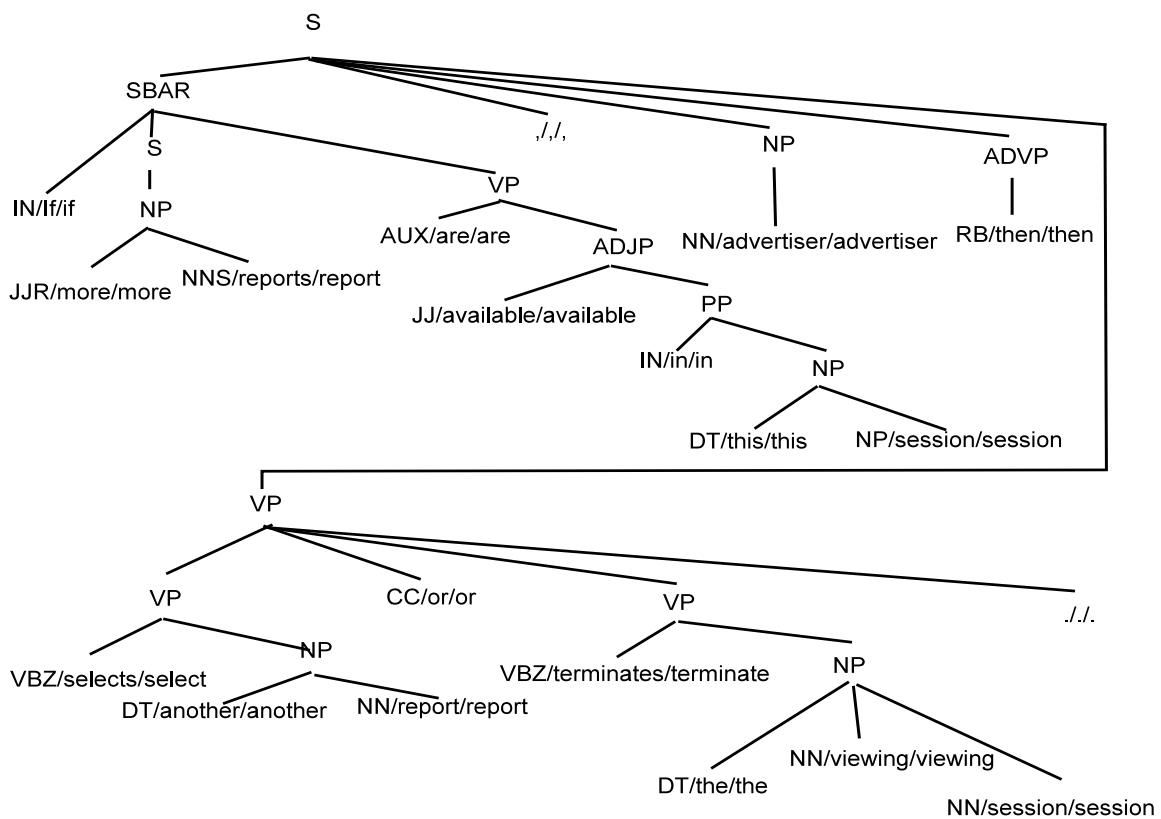 S
SBAR
,/,/,
NP
ADVP
S
VP
IN/If/if
NP
AUX/are/are
ADJP
NN/advertiser/advertiser
RB/then/then
JJR/more/more
NNS/reports/report
JJ/available/available
PP
IN/in/in
NP
DT/this/this
NP/session/session
VP
VP
CC/or/or
VP
././.
VBZ/selects/select
NP
VBZ/terminates/terminate
NP
DT/another/another
NN/report/report
NN/viewing/viewing
DT/the/the
NN/session/session